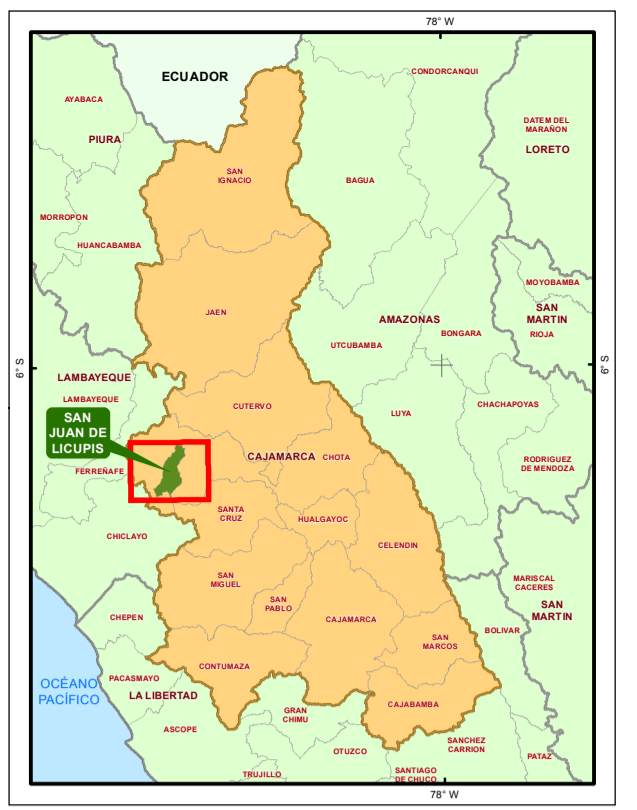 78° W
ECUADOR
CONDORCANQUI
AYABACA
DATEM DEL
MARAÑON
PIURA
LORETO
SAN
IGNACIO
BAGUA
MORROPON
HUANCABAMBA
MOYOBAMBA
JAEN
AMAZONAS
SAN
MARTIN
BONGARA
RIOJA
UTCUBAMBA
6° S
6° S
LAMBAYEQUE
LAMBAYEQUE
CUTERVO
CHACHAPOYAS
LUYA
SAN
JUAN DE
LICUPIS
CAJAMARCA
CHOTA
FERREÑAFE
RODRIGUEZ
DE MENDOZA
SANTA
CRUZ
HUALGAYOC
CHICLAYO
CELENDIN
SAN
MIGUEL
MARISCAL
CACERES
SAN
PABLO
SAN
MARTIN
CHEPEN
CAJAMARCA
BOLIVAR
SAN
MARCOS
CONTUMAZA
OCÉANO
PACÍFICO
PACASMAYO
LA LIBERTAD
CAJABAMBA
GRAN
CHIMU
ASCOPE
SANCHEZ
CARRION
OTUZCO
PATAZ
TRUJILLO
SANTIAGO
DE CHUCO
78° W